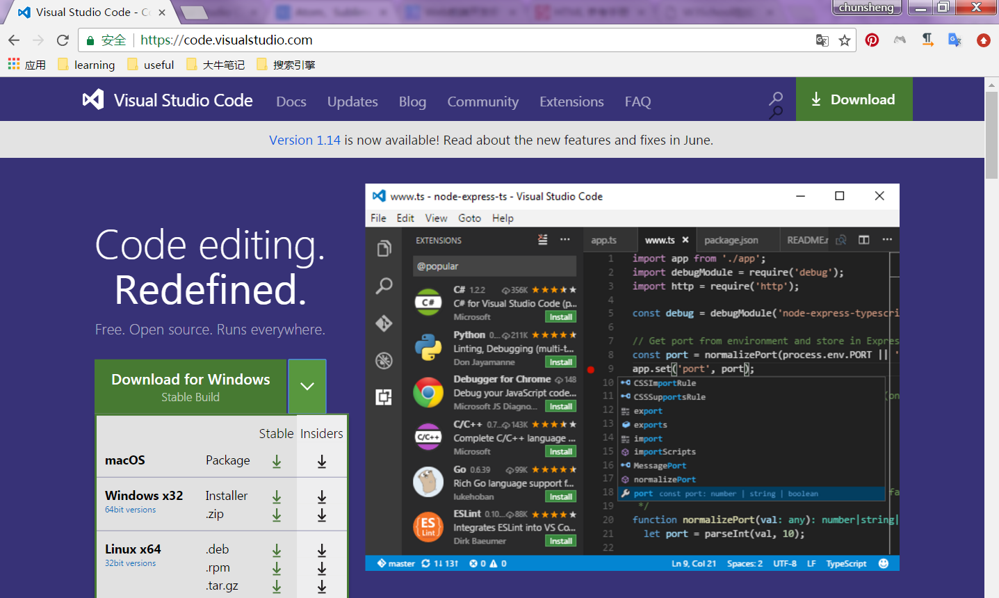 Visual Studio Code - C
chunsheng
安全
https://code.visualstudio.com
应用
learning
useful
大牛笔记
搜索引擎
Visual Studio Code
Docs
Updates
Blog
Community
Extensions
FAQ
Download
Version 1.14 is now available! Read about the new features and fixes in June.
Code editing.
Redefined.
Free. Open source. Runs everywhere.
Download for Windows
Stable Build
Stable Insiders
macOS Package
Windows x32 Installer
64bit versions .zip
Linux x64 .deb
32bit versions .rpm
.tar.gz
www.ts - node-express-ts - Visual Studio Code
File Edit View Goto Help
EXTENSIONS
@popular
C# 1.2.2 356K
C# for Visual Studio Code (p...
Microsoft Install
Python 0.... 211K
Linting, Debugging (multi-t...
Don Jayamanne Install
Debugger for Chrome 148
Debug your JavaScript code...
Microsoft JS Diagno... Install
C/C++ 0.7... 143K
Complete C/C++ language ...
Microsoft Install
Go 0.6.39 99K
Rich Go language support f...
lukehoban Install
ESLint 0.10... 88K
Integrates ESLint into VS Co...
Dirk Baeumer Install
app.ts www.ts package.json README.r
1 import app from './app';
2 import debugModule = require('debug');
3 import http = require('http');
4
5 const debug = debugModule('node-express-typescri
6
7 // Get port from environment and store in Expres
8 const port = normalizePort(process.env.PORT || '
9 app.set('port', port);
10 CSSImportRule
11 CSSSupportsRule (on
12 export
13 exports
14 import
15 importScripts
16 MessagePort
17 normalizePort
18 port const port: number | string | boolean fa
19 */
20 function normalizePort(val: any): number|string|
21 let port = parseInt(val, 10);
22
master 1↓ 13↑ 0 0 Ln 9, Col 21 Spaces: 2 UTF-8 LF TypeScript